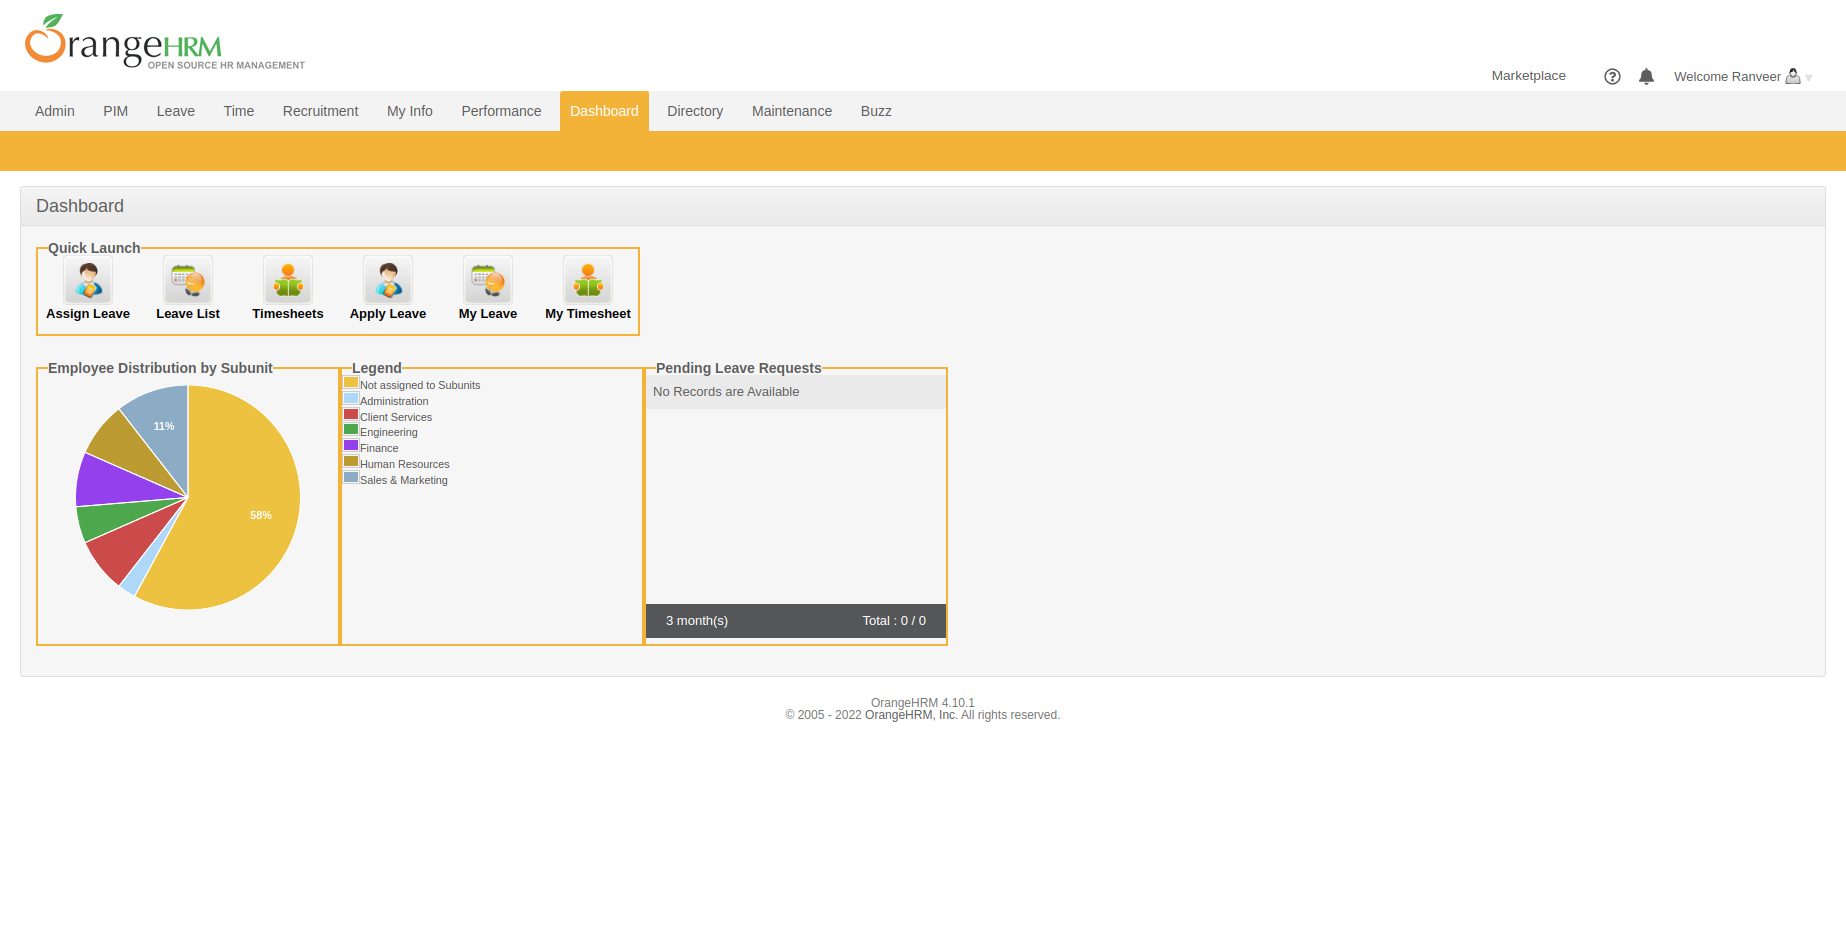 OrangeHRM
OPEN SOURCE HR MANAGEMENT
Marketplace
Welcome Ranveer
Admin PIM Leave Time Recruitment My Info Performance Dashboard Directory Maintenance Buzz
Dashboard
Quick Launch
Assign Leave Leave List Timesheets Apply Leave My Leave My Timesheet
Employee Distribution by Subunit
11%
58%
Legend
Not assigned to Subunits
Administration
Client Services
Engineering
Finance
Human Resources
Sales & Marketing
Pending Leave Requests
No Records are Available
3 month(s) Total : 0 / 0
OrangeHRM 4.10.1
© 2005 - 2022 OrangeHRM, Inc. All rights reserved.